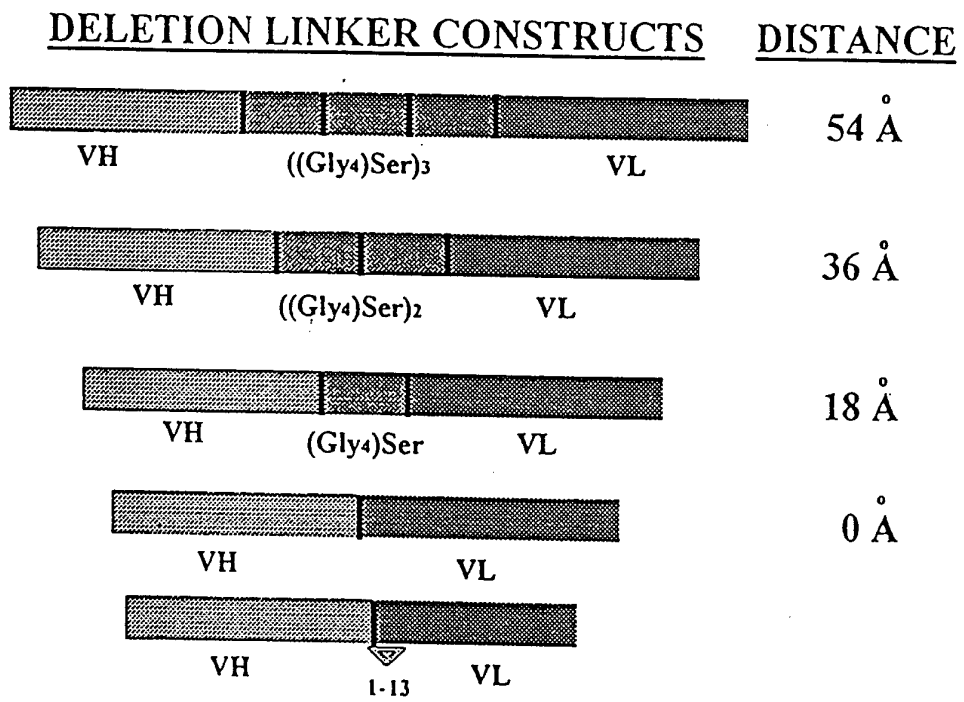 DELETION LINKER CONSTRUCTS DISTANCE
54 Å
VH ((Gly4)Ser)3 VL
36 Å
VH ((Gly4)Ser)2 VL
18 Å
VH (Gly4)Ser VL
0 Å
VH VL
VH 1-13 VL